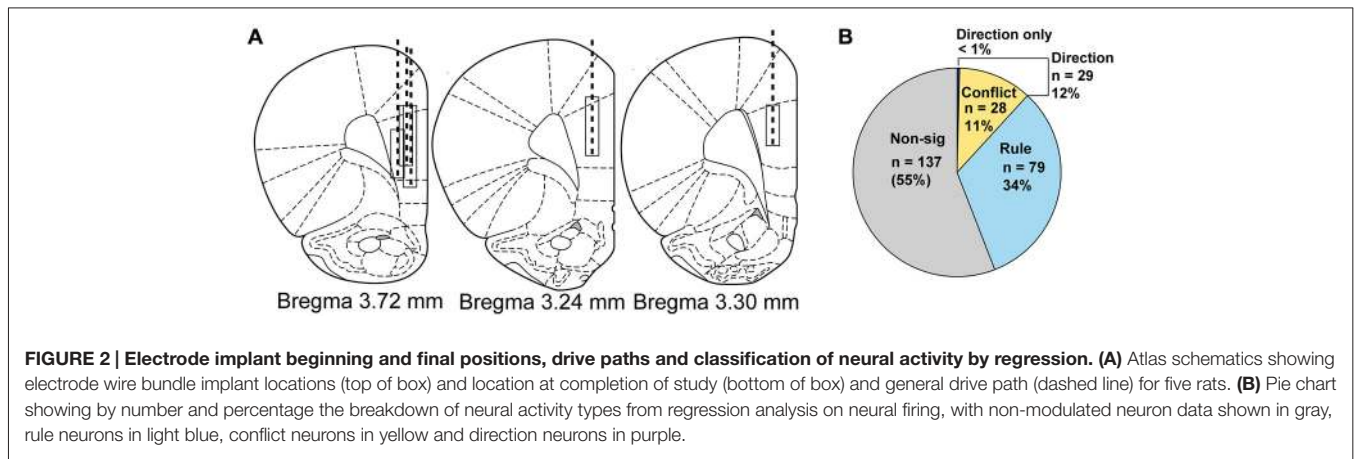 A
Bregma 3.72 mm
Bregma 3.24 mm
Bregma 3.30 mm
B
Direction only
< 1%
Direction
n = 29
12%
Conflict
n = 28
11%
Non-sig
n = 137
(55%)
Rule
n = 79
34%
FIGURE 2 | Electrode implant beginning and final positions, drive paths and classification of neural activity by regression. (A) Atlas schematics showing
electrode wire bundle implant locations (top of box) and location at completion of study (bottom of box) and general drive path (dashed line) for five rats. (B) Pie chart
showing by number and percentage the breakdown of neural activity types from regression analysis on neural firing, with non-modulated neuron data shown in gray,
rule neurons in light blue, conflict neurons in yellow and direction neurons in purple.